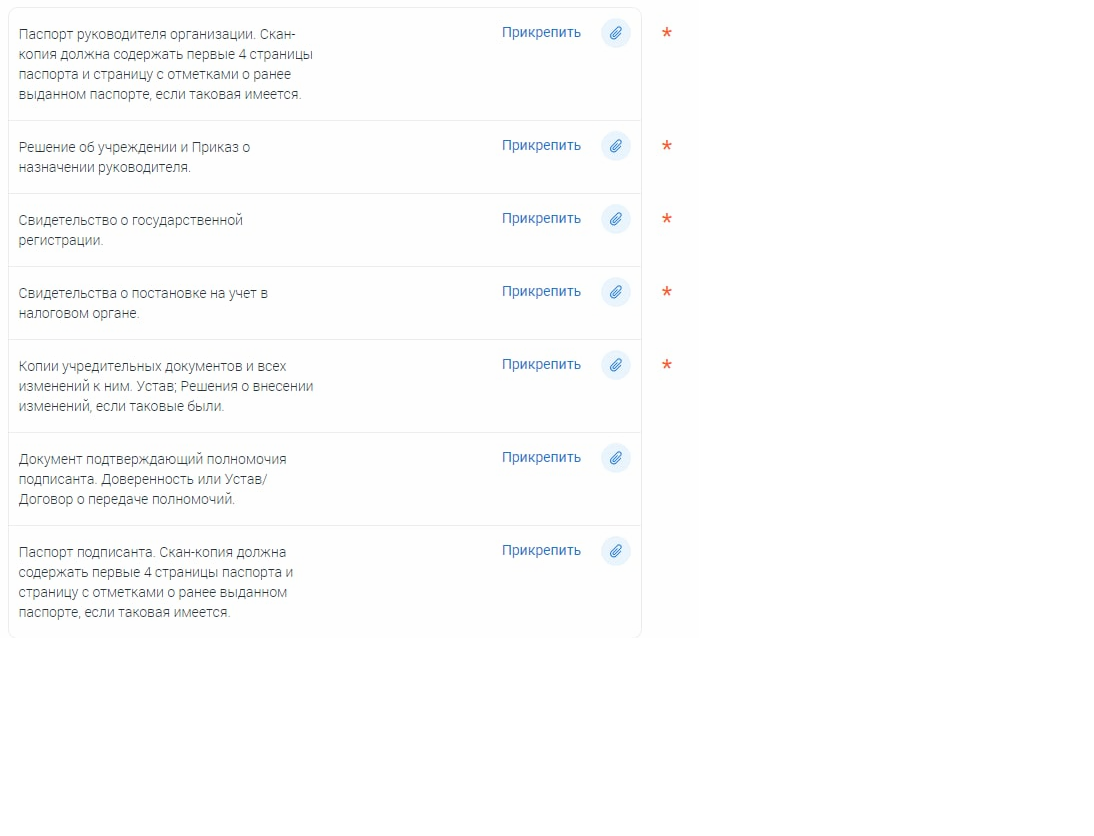 Паспорт руководителя организации. Скан-
копия должна содержать первые 4 страницы
паспорта и страницу с отметками о ранее
выданном паспорте, если таковая имеется.
Прикрепить *
Решение об учреждении и Приказ о
назначении руководителя.
Прикрепить *
Свидетельство о государственной
регистрации.
Прикрепить *
Свидетельства о постановке на учет в
налоговом органе.
Прикрепить *
Копии учредительных документов и всех
изменений к ним. Устав; Решения о внесении
изменений, если таковые были.
Прикрепить *
Документ подтверждающий полномочия
подписанта. Доверенность или Устав/
Договор о передаче полномочий.
Прикрепить
Паспорт подписанта. Скан-копия должна
содержать первые 4 страницы паспорта и
страницу с отметками о ранее выданном
паспорте, если таковая имеется.
Прикрепить